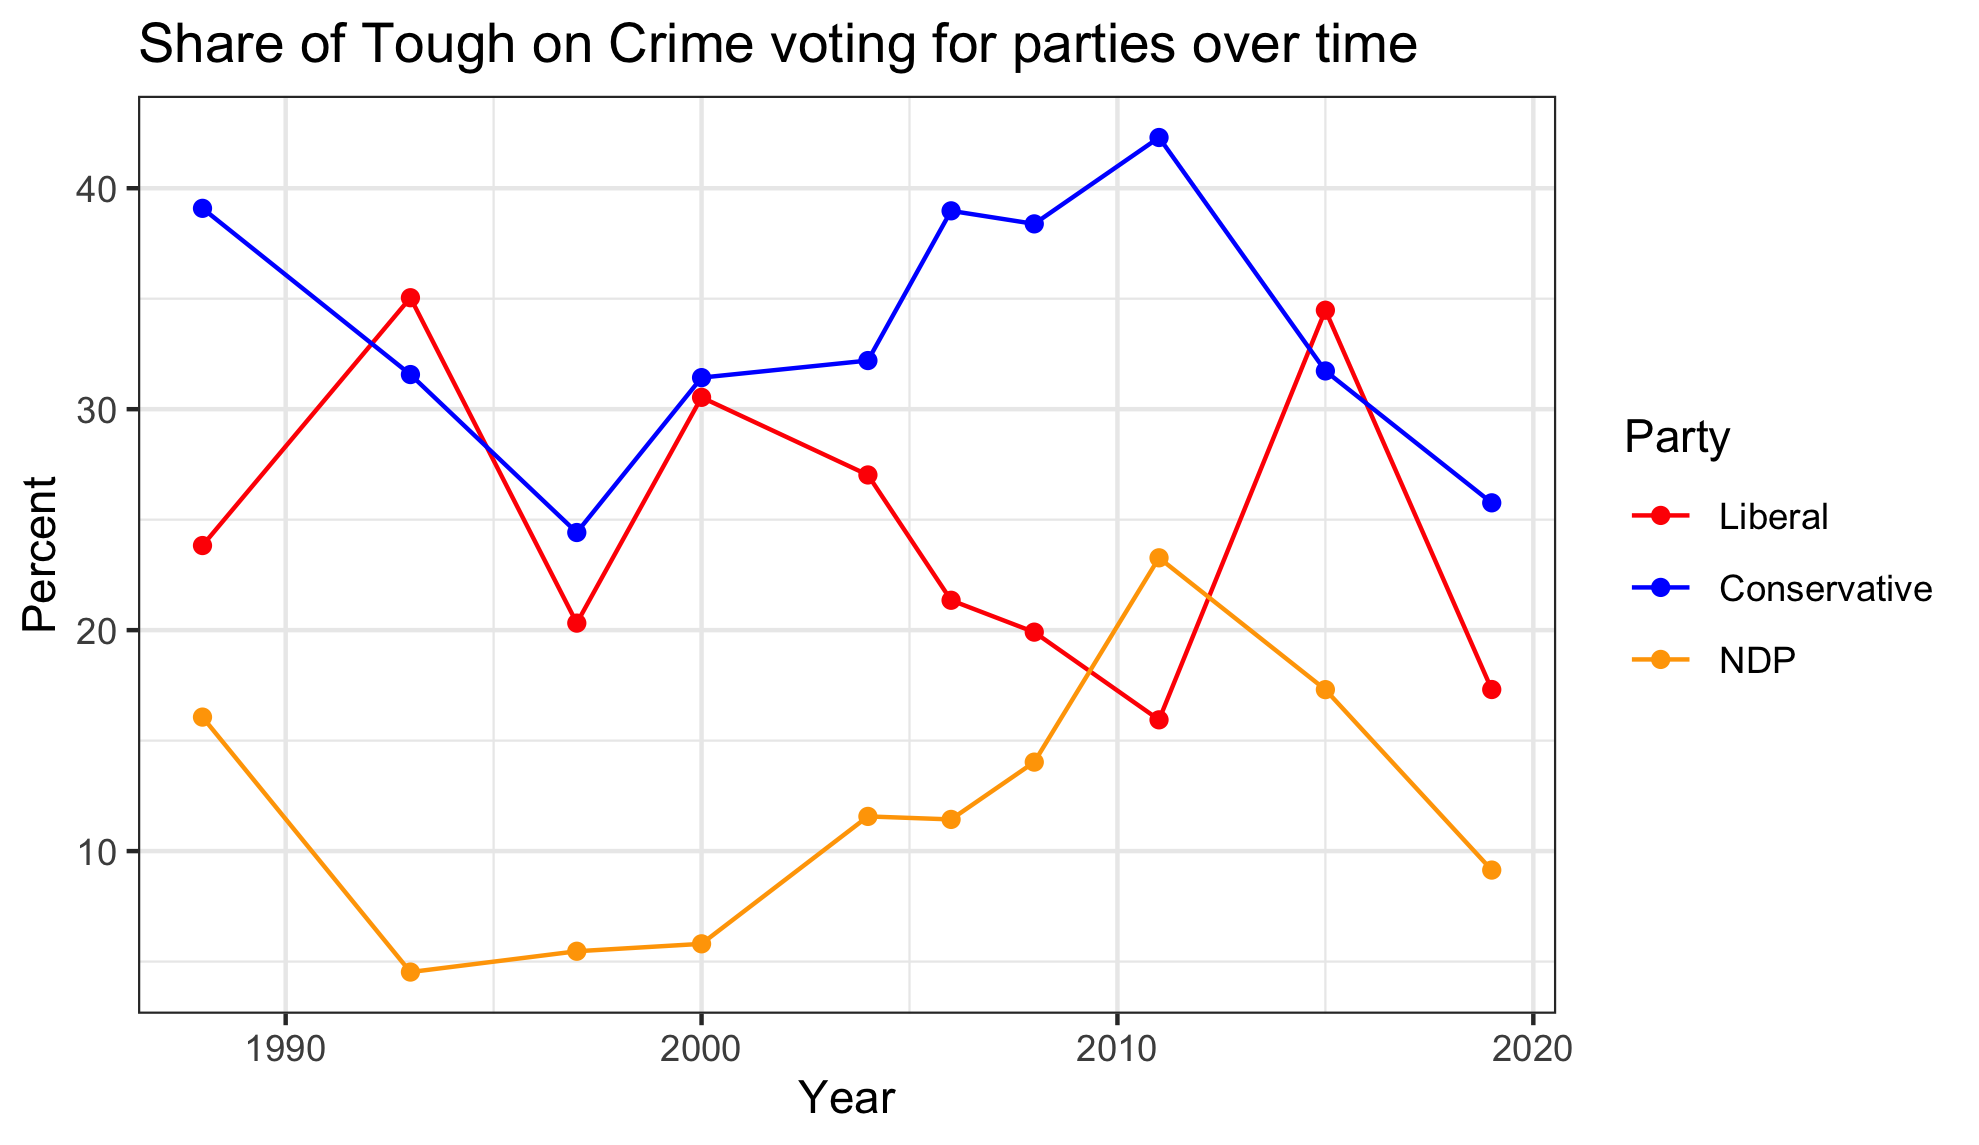 Share of Tough on Crime voting for parties over time
Percent
40
30
20
10
1990
2000
2010
2020
Year
Party
Liberal
Conservative
NDP